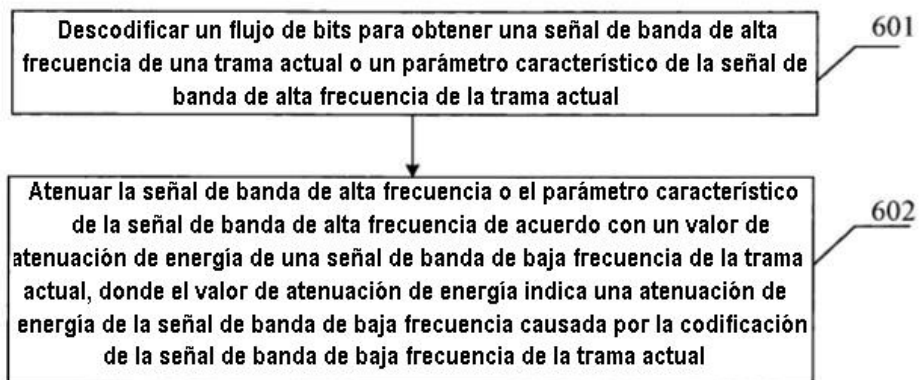 Descodificar un flujo de bits para obtener una señal de banda de alta
frecuencia de una trama actual o un parámetro característico de la señal de
banda de alta frecuencia de la trama actual
601
Atenuar la señal de banda de alta frecuencia o el parámetro característico
de la señal de banda de alta frecuencia de acuerdo con un valor de
atenuación de energía de una señal de banda de baja frecuencia de la trama
actual, donde el valor de atenuación de energía indica una atenuación de
energía de la señal de banda de baja frecuencia causada por la codificación
de la señal de banda de baja frecuencia de la trama actual
602